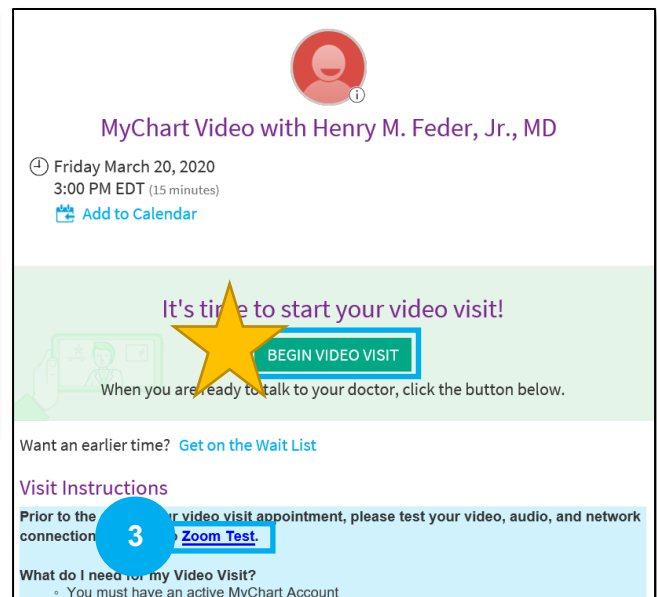 MyChart Video with Henry M. Feder, Jr., MD
Friday March 20, 2020
3:00 PM EDT (15 minutes)
Add to Calendar
It's time to start your video visit!
BEGIN VIDEO VISIT
When you are ready to talk to your doctor, click the button below.
Want an earlier time? Get on the Wait List
Visit Instructions
Prior to the video visit appointment, please test your video, audio, and network
connection Zoom Test.
3
What do I need for my Video Visit?
◦ You must have an active MyChart Account